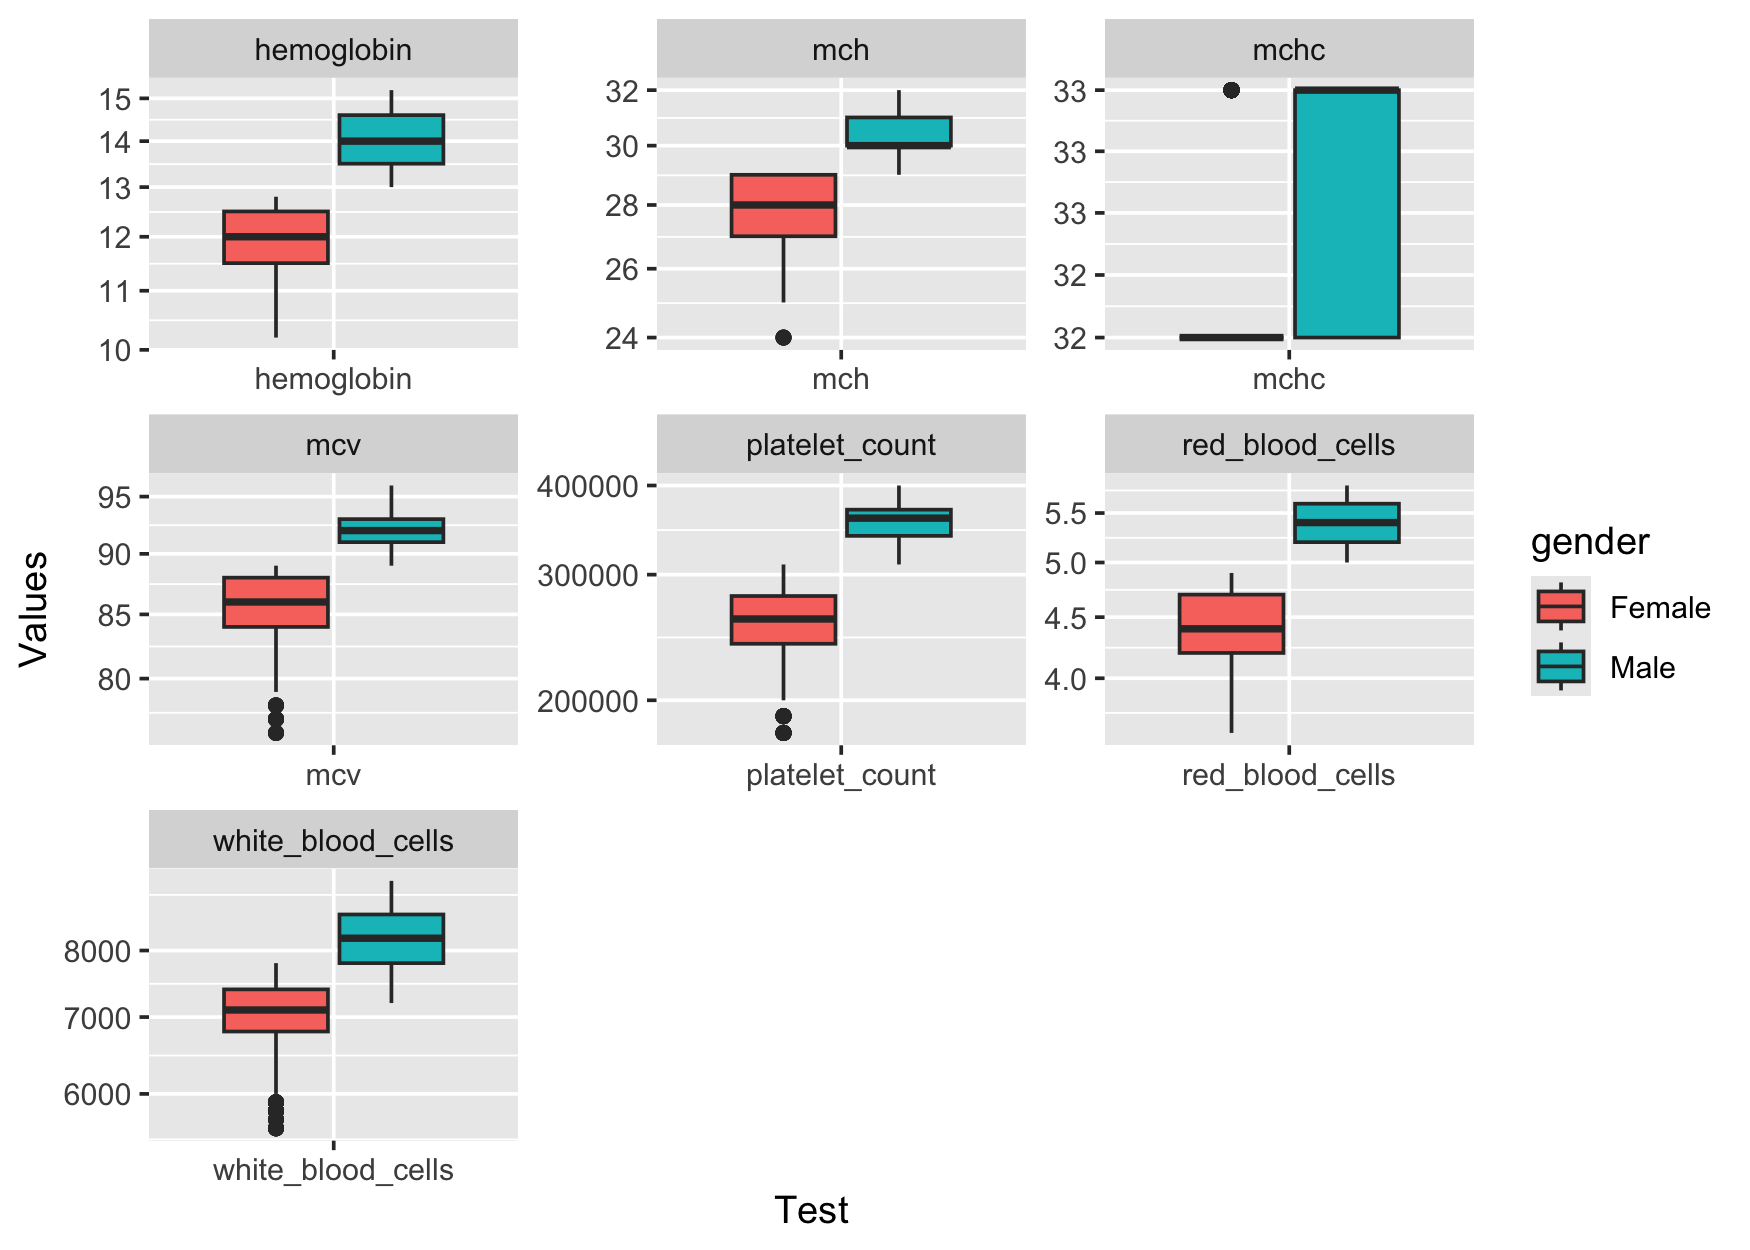 hemoglobin
15
14
13
12
11
10
hemoglobin
mch
32
30
28
26
24
mch
mchc
33
33
33
32
32
mchc
mcv
95
90
85
80
mcv
platelet_count
400000
300000
200000
platelet_count
red_blood_cells
5.5
5.0
4.5
4.0
red_blood_cells
white_blood_cells
8000
7000
6000
white_blood_cells
Values
Test
gender
Female
Male